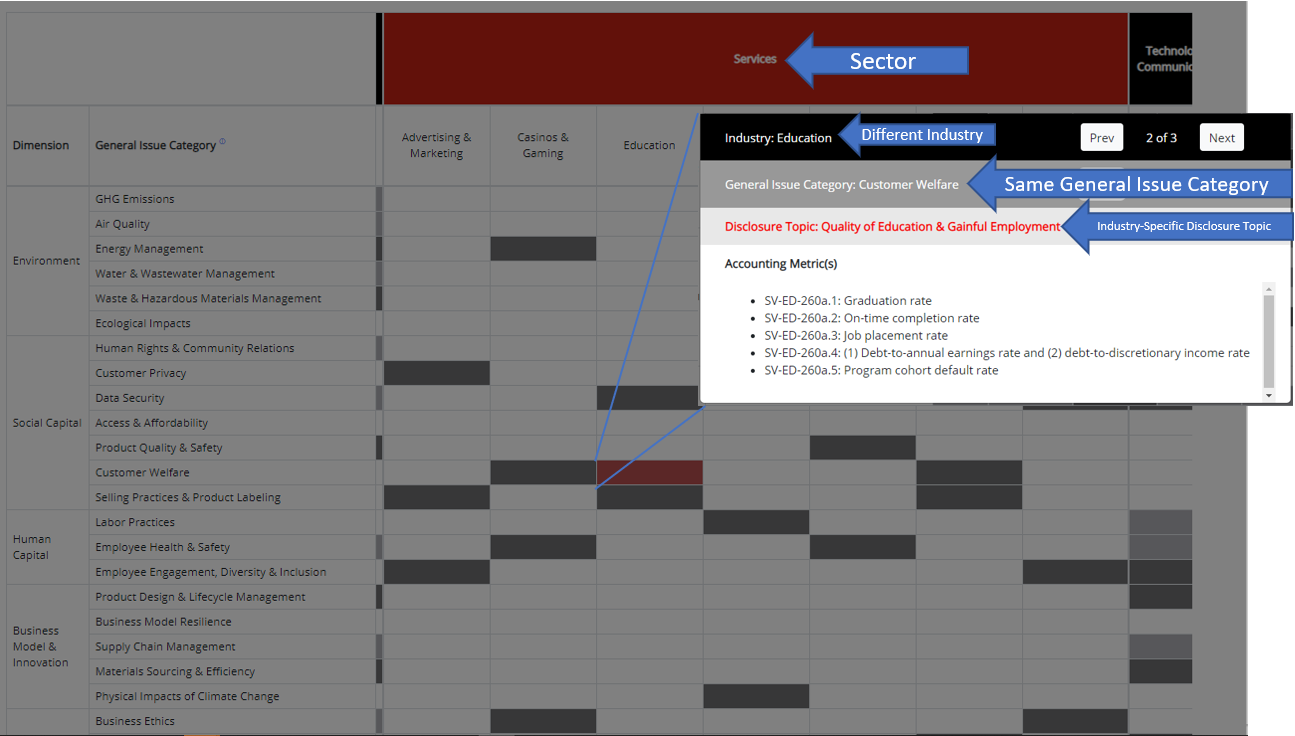 Services
Sector
Technolo
Communic
Dimension
General Issue Category
Advertising &
Marketing
Casinos &
Gaming
Education
Industry: Education
Different Industry
Prev
2 of 3
Next
General Issue Category: Customer Welfare
Same General Issue Category
Disclosure Topic: Quality of Education & Gainful Employment
Industry-Specific Disclosure Topic
Accounting Metric(s)
• SV-ED-260a.1: Graduation rate
• SV-ED-260a.2: On-time completion rate
• SV-ED-260a.3: Job placement rate
• SV-ED-260a.4: (1) Debt-to-annual earnings rate and (2) debt-to-discretionary income rate
• SV-ED-260a.5: Program cohort default rate
Environment
GHG Emissions
Air Quality
Energy Management
Water & Wastewater Management
Waste & Hazardous Materials Management
Ecological Impacts
Social Capital
Human Rights & Community Relations
Customer Privacy
Data Security
Access & Affordability
Product Quality & Safety
Customer Welfare
Selling Practices & Product Labeling
Human
Capital
Labor Practices
Employee Health & Safety
Employee Engagement, Diversity & Inclusion
Business
Model &
Innovation
Product Design & Lifecycle Management
Business Model Resilience
Supply Chain Management
Materials Sourcing & Efficiency
Physical Impacts of Climate Change
Business Ethics